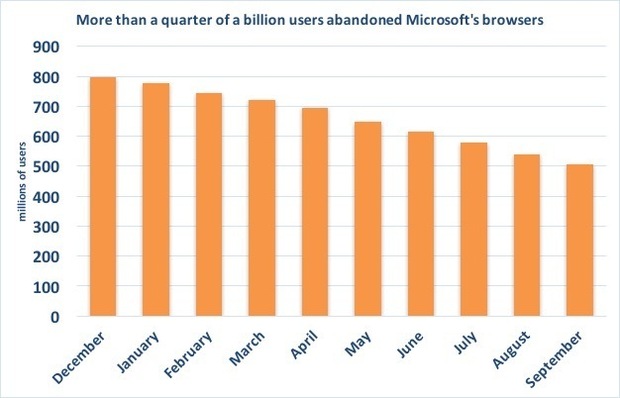 More than a quarter of a billion users abandoned Microsoft's browsers
900
800
700
600
500
400
300
200
100
0
millions of users
December
January
February
March
April
May
June
July
August
September